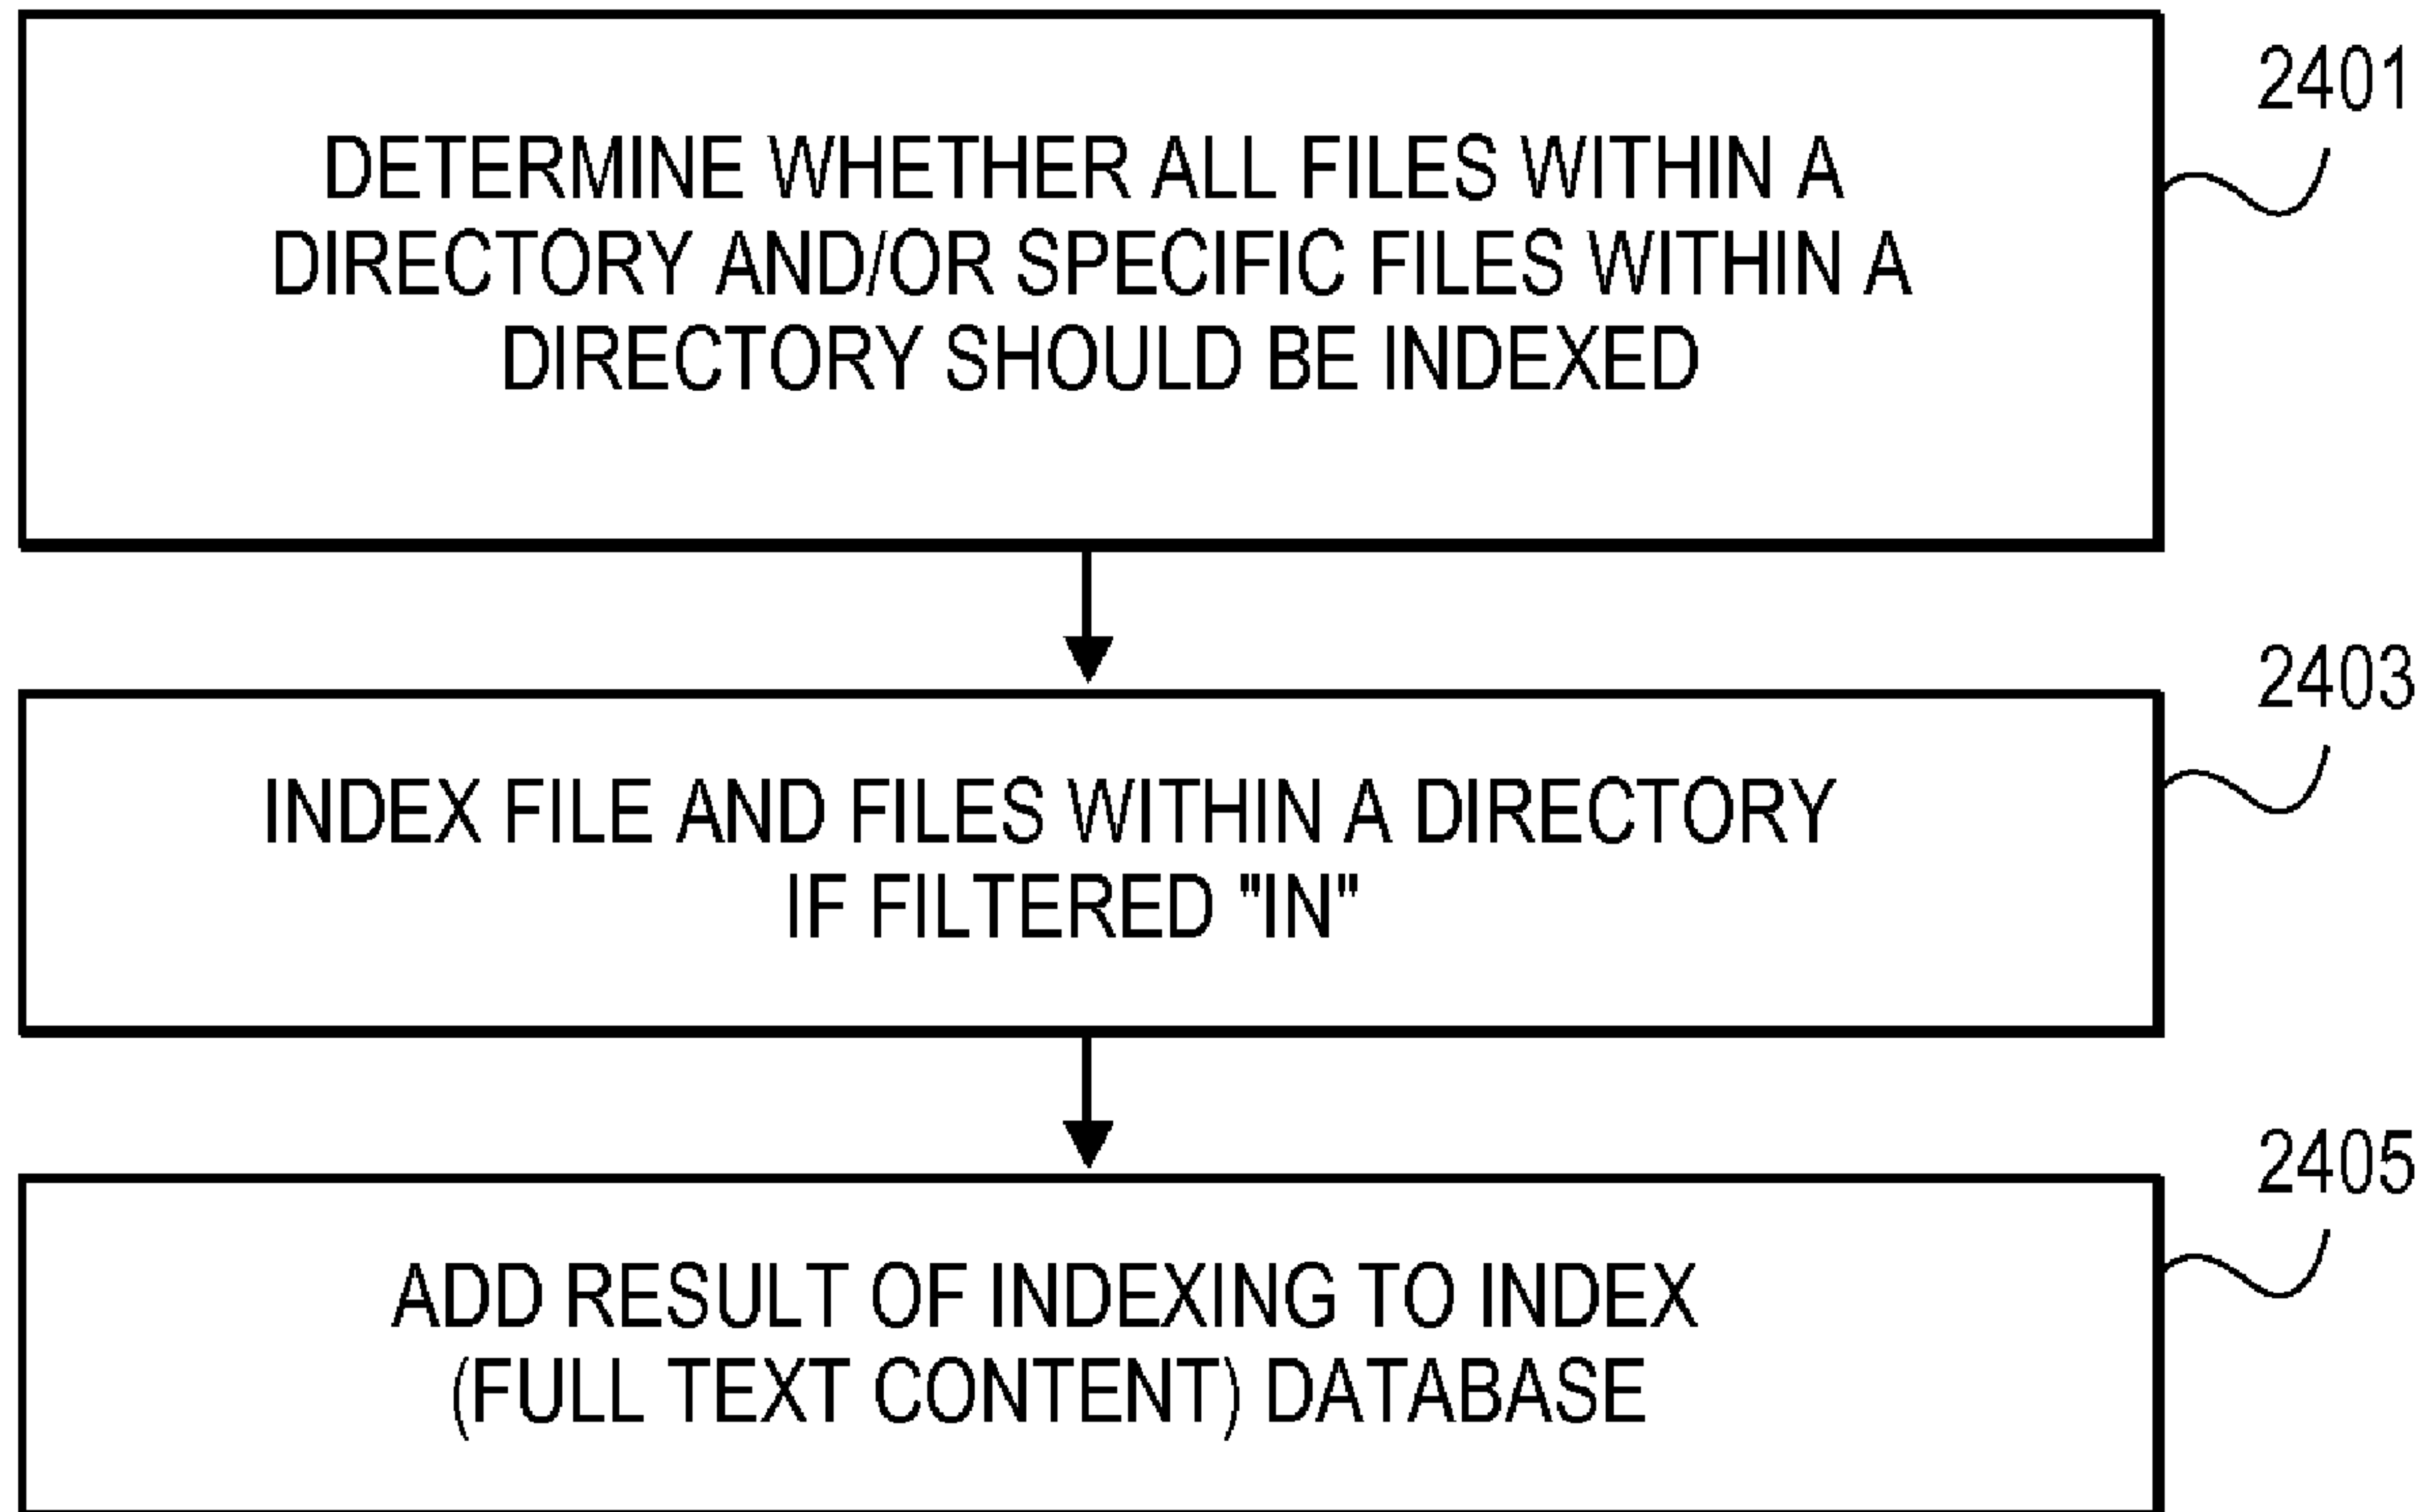 2401
DETERMINE WHETHER ALL FILES WITHIN A
DIRECTORY AND/OR SPECIFIC FILES WITHIN A
DIRECTORY SHOULD BE INDEXED
2403
INDEX FILE AND FILES WITHIN A DIRECTORY
IF FILTERED "IN"
2405
ADD RESULT OF INDEXING TO INDEX
(FULL TEXT CONTENT) DATABASE